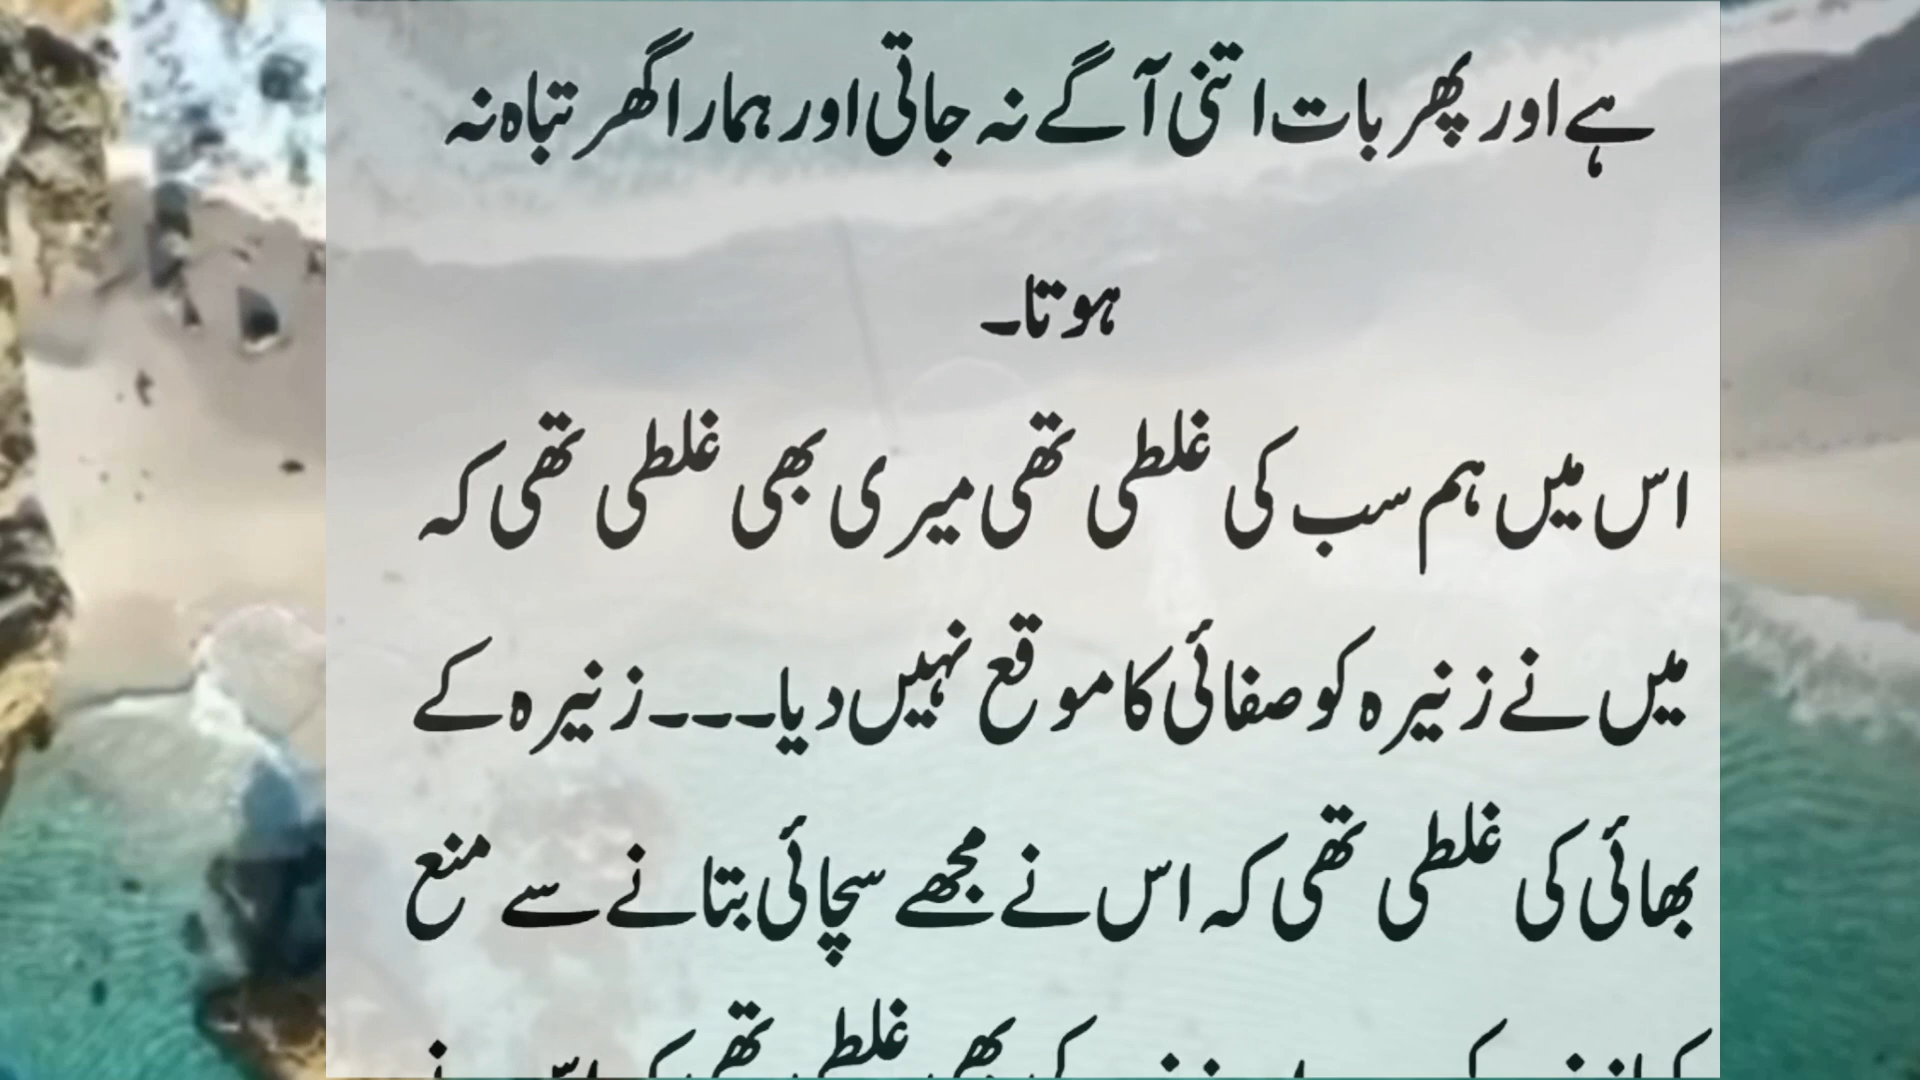 ہے اور پھر بات اتنی آگے نہ جاتی اور ہمارا گھر تباہ نہ
ہوتا۔
اس میں ہم سب کی غلطی تھی میری بھی غلطی تھی کہ
میں نے زنیرہ کو صفائی کا موقع نہیں دیا۔۔۔زنیرہ کے
بھائی کی غلطی تھی کہ اس نے مجھے سچائی بتانے سے منع